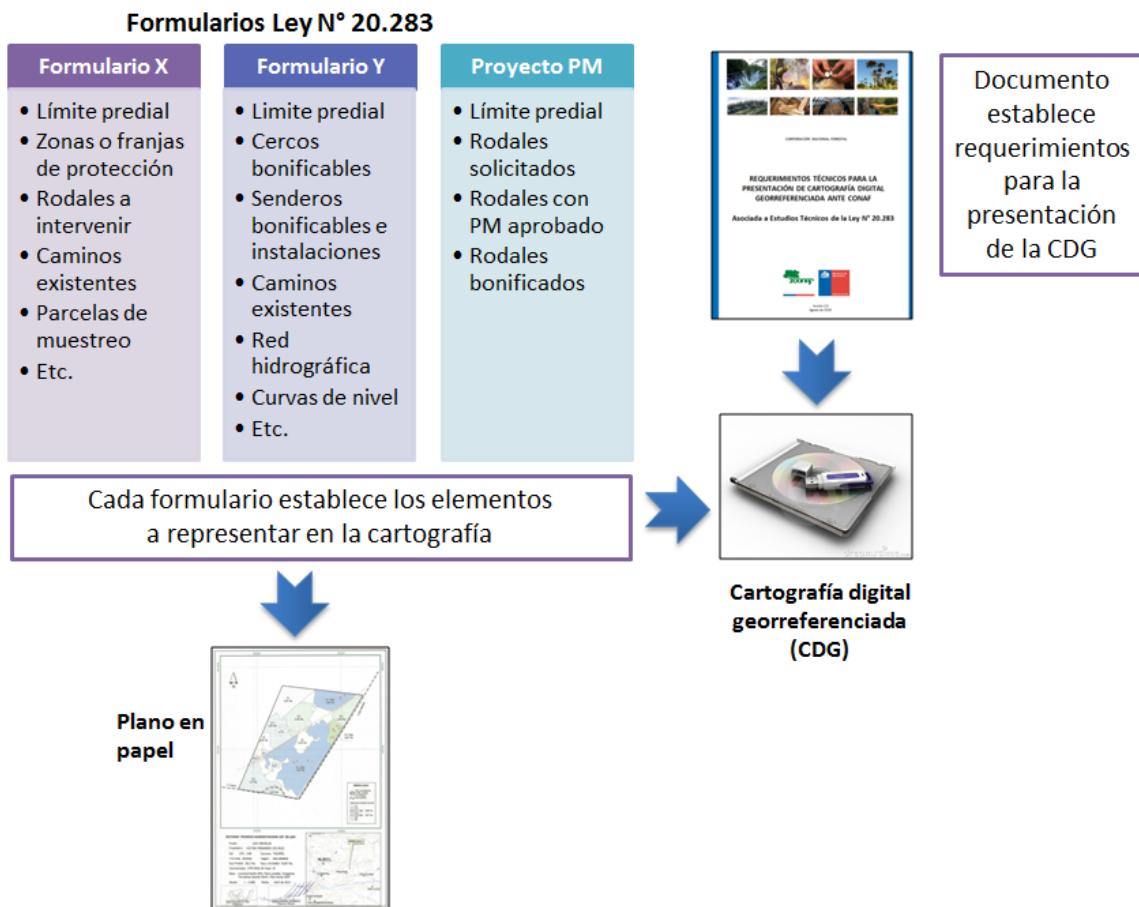 Formularios Ley N° 20.283
Formulario X
• Límite predial
• Zonas o franjas
de protección
• Rodales a
intervenir
• Caminos
existentes
• Parcelas de
muestreo
• Etc.
Formulario Y
• Limite predial
• Cercos
bonificables
• Senderos
bonificables e
instalaciones
• Caminos
existentes
• Red
hidrográfica
• Curvas de nivel
• Etc.
Proyecto PM
• Límite predial
• Rodales
solicitados
• Rodales con
PM aprobado
• Rodales
bonificados
CORPORACIÓN NACIONAL FORESTAL
REQUERIMIENTOS TÉCNICOS PARA LA
PRESENTACIÓN DE CARTOGRAFÍA DIGITAL
GEORREFERENCIADA ANTE CONAF
Asociada a Estudios Técnicos de la Ley N° 20.283
Documento
establece
requerimientos
para la
presentación
de la CDG
Cada formulario establece los elementos
a representar en la cartografía
Cartografía digital
georreferenciada
(CDG)
Plano en
papel